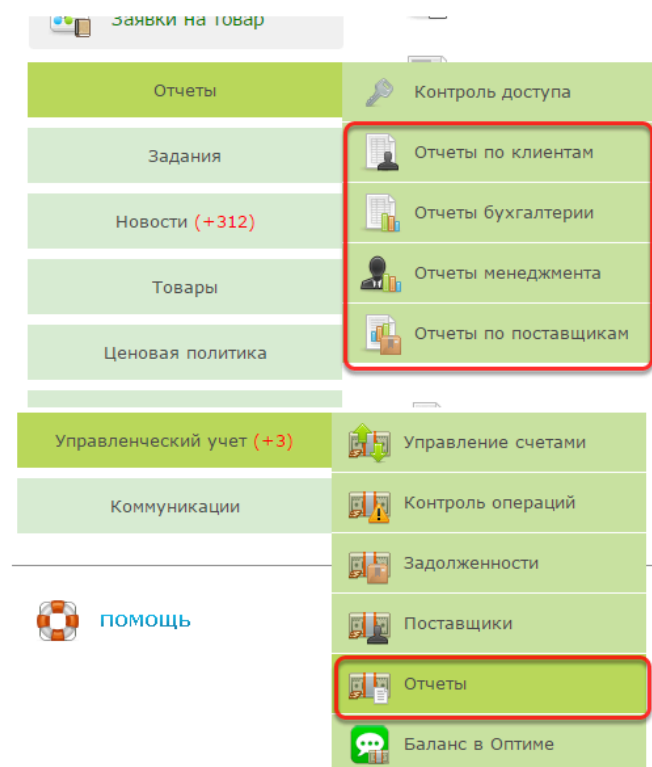 Заявки на товар
Отчеты
Контроль доступа
Задания
Отчеты по клиентам
Новости (+312)
Отчеты бухгалтерии
Товары
Отчеты менеджмента
Ценовая политика
Отчеты по поставщикам
Управленческий учет (+3)
Управление счетами
Коммуникации
Контроль операций
Задолженности
ПОМОЩЬ
Поставщики
Отчеты
Баланс в Оптиме